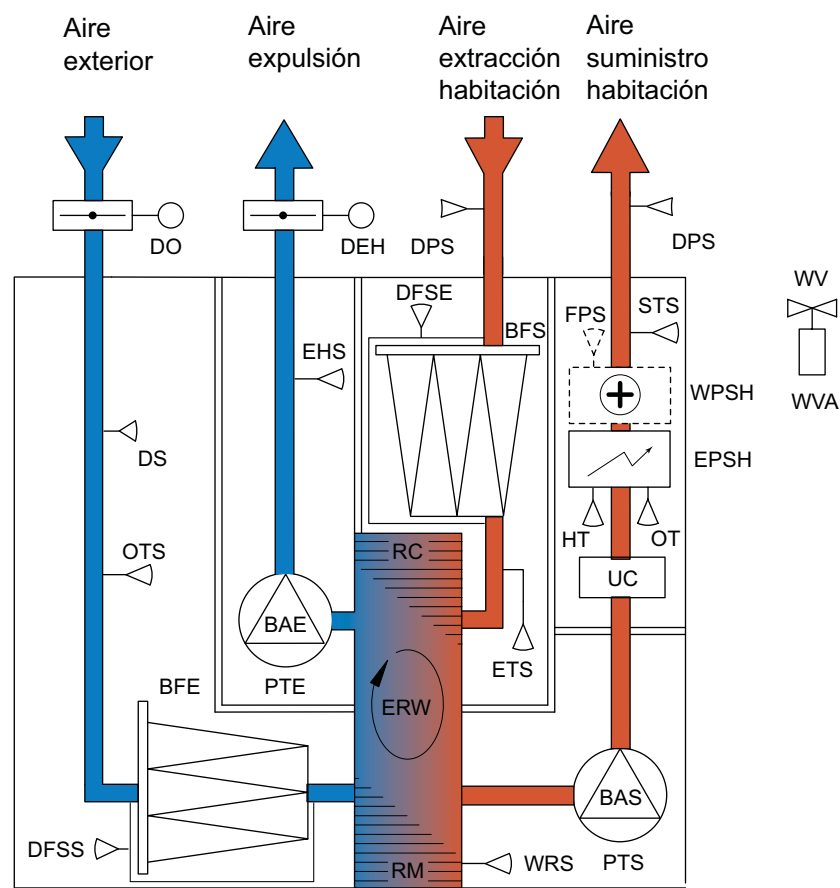 Aire
exterior
Aire
expulsión
Aire
extracción
habitación
Aire
suministro
habitación
DO
DEH
DPS
DPS
DFSE
BFS
FPS
STS
WV
EHS
WPSH
WVA
DS
EPSH
OTS
HT
OT
RC
UC
BAE
ETS
PTE
BFE
ERW
BAS
DFSS
RM
WRS
PTS